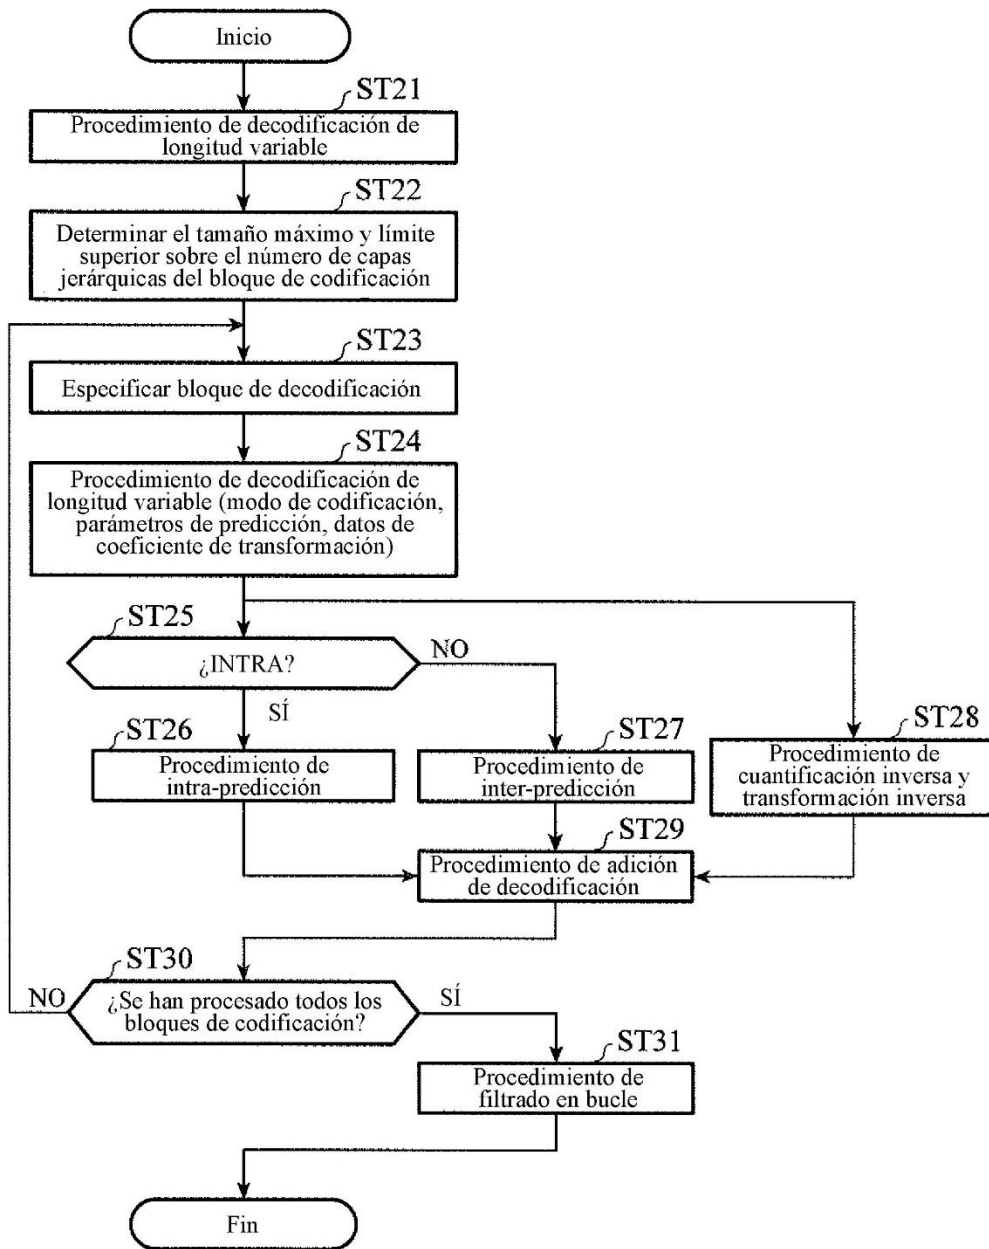 Inicio
ST21
Procedimiento de decodificación de
longitud variable
ST22
Determinar el tamaño máximo y límite
superior sobre el número de capas
jerárquicas del bloque de codificación
ST23
Especificar bloque de decodificación
ST24
Procedimiento de decodificación de
longitud variable (modo de codificación,
parámetros de predicción, datos de
coeficiente de transformación)
ST25
¿INTRA?
NO
SÍ
ST26
Procedimiento de
intra-predicción
ST27
Procedimiento de
inter-predicción
ST28
Procedimiento de
cuantificación inversa y
transformación inversa
ST29
Procedimiento de adición
de decodificación
ST30
NO
¿Se han procesado todos los
bloques de codificación?
SÍ
ST31
Procedimiento de
filtrado en bucle
Fin